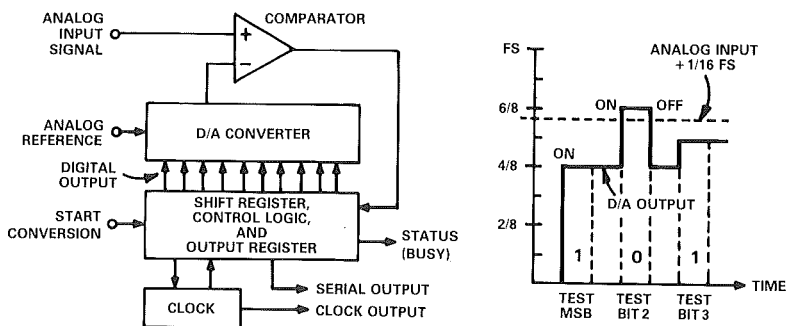 ANALOG
INPUT
SIGNAL
COMPARATOR
+
−
ANALOG
REFERENCE
D/A CONVERTER
DIGITAL
OUTPUT
START
CONVERSION
SHIFT REGISTER,
CONTROL LOGIC,
AND
OUTPUT REGISTER
STATUS
(BUSY)
SERIAL OUTPUT
CLOCK
CLOCK OUTPUT
FS
ANALOG INPUT
+1/16 FS
6/8
ON
OFF
ON
4/8
D/A OUTPUT
2/8
1
0
1
TIME
TEST
MSB
TEST
BIT 2
TEST
BIT 3